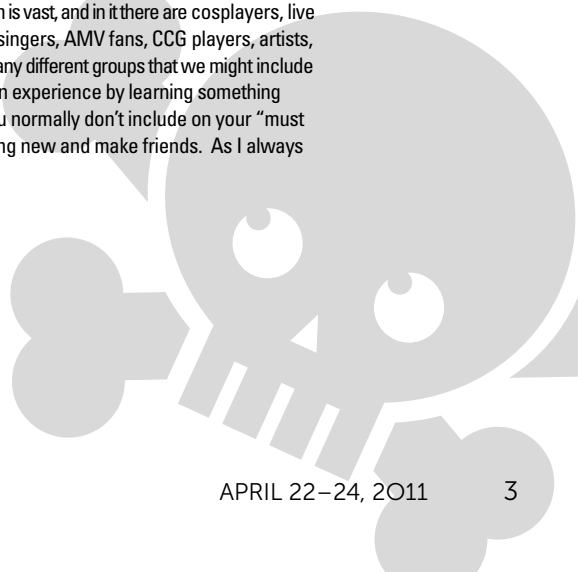 n is vast, and in it there are cosplayers, live
singers, AMV fans, CCG players, artists,
any different groups that we might include
n experience by learning something
u normally don't include on your “must
ng new and make friends.  As I always
APRIL 22–24, 2011 3